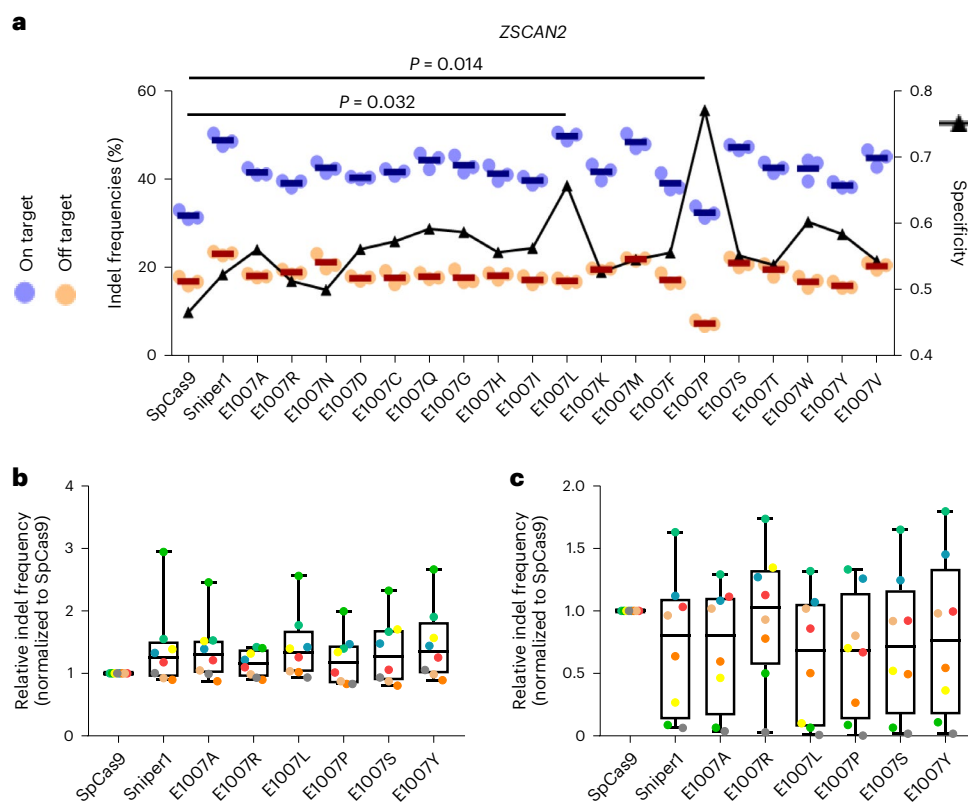 a
ZSCAN2
P = 0.014
P = 0.032
On target
Off target
Indel frequencies (%)
60
40
20
0
0.8
0.7
0.6
0.5
0.4
Specificity
SpCas9
Sniper1
E1007A
E1007R
E1007N
E1007D
E1007C
E1007Q
E1007G
E1007H
E1007I
E1007L
E1007K
E1007M
E1007F
E1007P
E1007S
E1007T
E1007W
E1007Y
E1007V
b
Relative indel frequency
(normalized to SpCas9)
4
3
2
1
0
SpCas9
Sniper1
E1007A
E1007R
E1007L
E1007P
E1007S
E1007Y
c
Relative indel frequency
(normalized to SpCas9)
2.0
1.5
1.0
0.5
0
SpCas9
Sniper1
E1007A
E1007R
E1007L
E1007P
E1007S
E1007Y